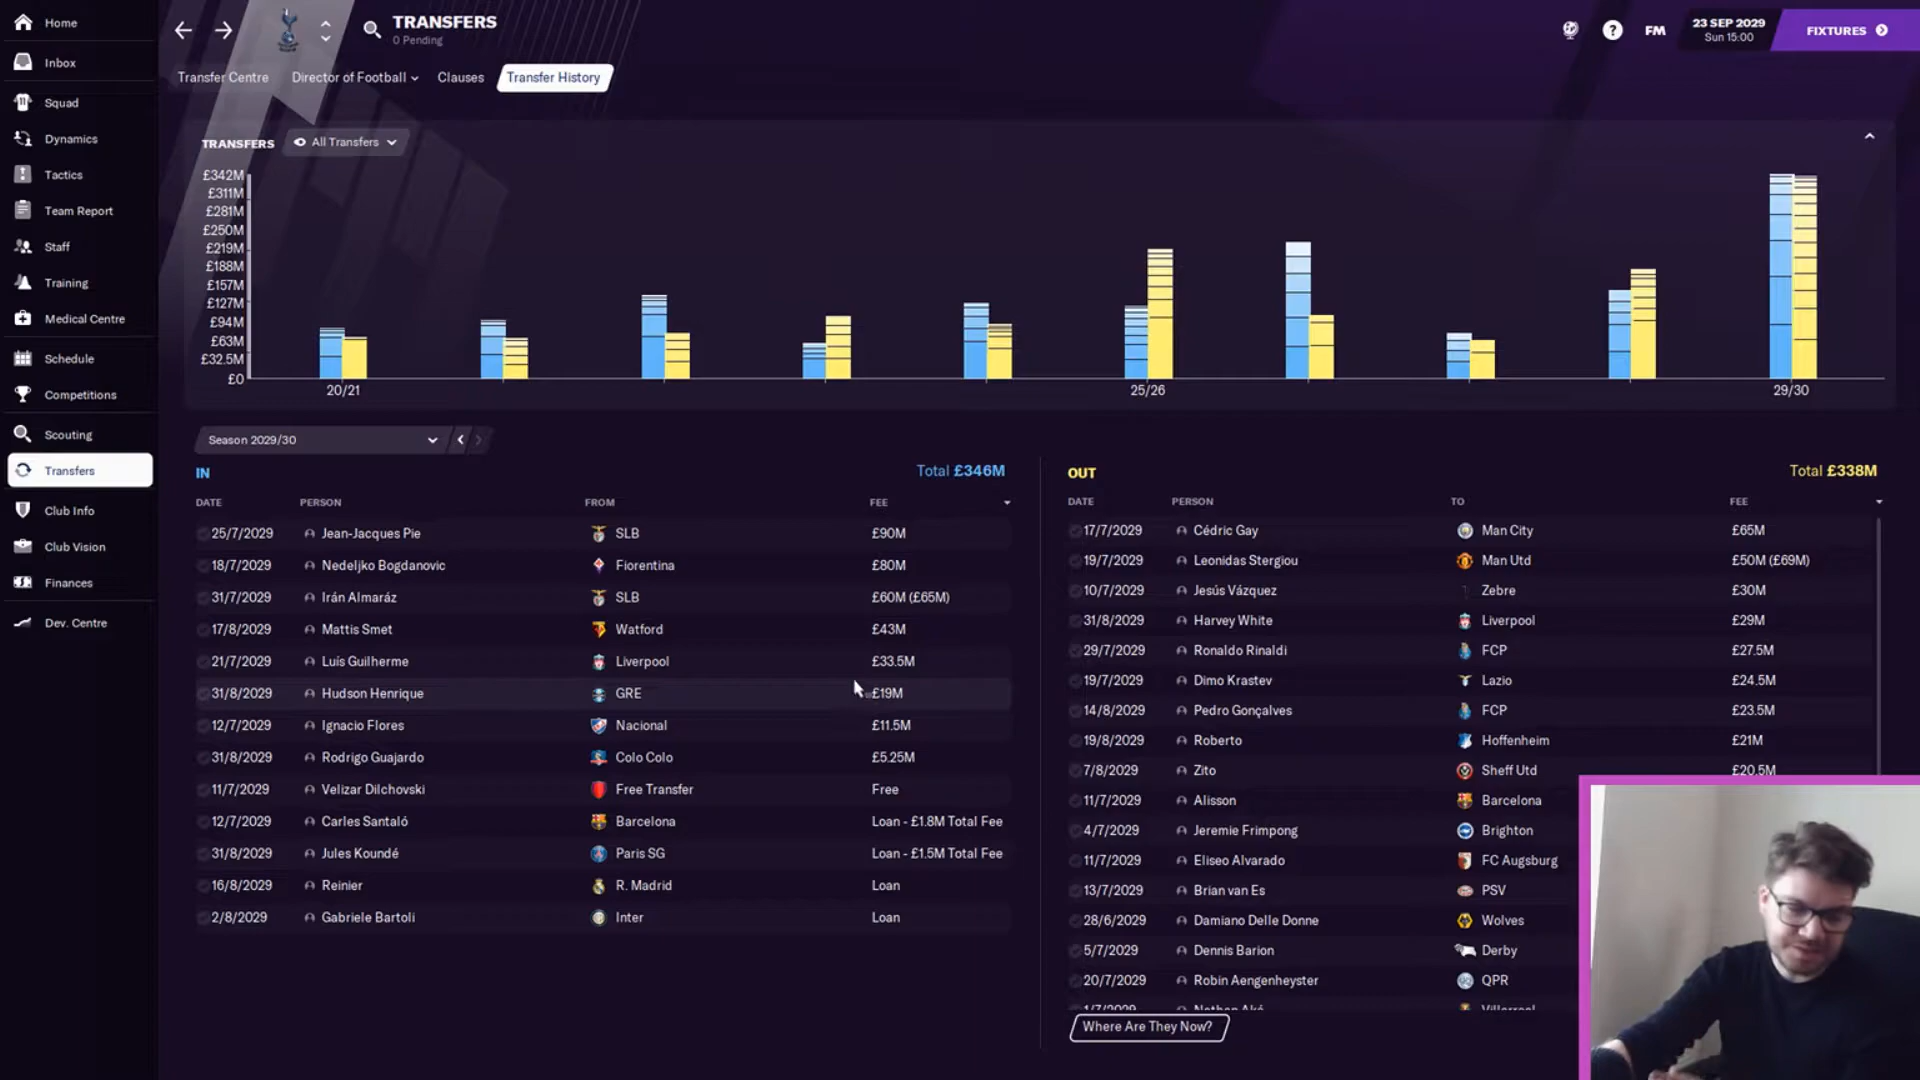 Home
Inbox
Squad
Dynamics
Tactics
Team Report
Staff
Training
Medical Centre
Schedule
Competitions
Scouting
Transfers
Club Info
Club Vision
Finances
Dev. Centre
TRANSFERS
0 Pending
FM
23 SEP 2029
Sun 15:00
FIXTURES
Transfer Centre Director of Football Clauses Transfer History
TRANSFERS All Transfers
£342M
£311M
£281M
£250M
£219M
£188M
£157M
£127M
£94M
£63M
£32.5M
£0
20/21 25/26 29/30
Season 2029/30
IN Total £346M
DATE PERSON FROM FEE
25/7/2029 Jean-Jacques Pie SLB £90M
18/7/2029 Nedeljko Bogdanovic Fiorentina £80M
31/7/2029 Irán Almaráz SLB £60M (£65M)
17/8/2029 Mattis Smet Watford £43M
21/7/2029 Luís Guilherme Liverpool £33.5M
31/8/2029 Hudson Henrique GRE £19M
12/7/2029 Ignacio Flores Nacional £11.5M
31/8/2029 Rodrigo Guajardo Colo Colo £5.25M
11/7/2029 Velizar Dilchovski Free Transfer Free
12/7/2029 Carles Santaló Barcelona Loan - £1.8M Total Fee
31/8/2029 Jules Koundé Paris SG Loan - £1.5M Total Fee
16/8/2029 Reinier R. Madrid Loan
2/8/2029 Gabriele Bartoli Inter Loan
OUT Total £338M
DATE PERSON TO FEE
17/7/2029 Cédric Gay Man City £65M
19/7/2029 Leonidas Stergiou Man Utd £50M (£69M)
10/7/2029 Jesús Vázquez Zebre £30M
31/8/2029 Harvey White Liverpool £29M
29/7/2029 Ronaldo Rinaldi FCP £27.5M
19/7/2029 Dimo Krastev Lazio £24.5M
14/8/2029 Pedro Gonçalves FCP £23.5M
19/8/2029 Roberto Hoffenheim £21M
7/8/2029 Zito Sheff Utd £20.5M
11/7/2029 Alisson Barcelona
4/7/2029 Jeremie Frimpong Brighton
11/7/2029 Eliseo Alvarado FC Augsburg
13/7/2029 Brian van Es PSV
28/6/2029 Damiano Delle Donne Wolves
5/7/2029 Dennis Barion Derby
20/7/2029 Robin Aengenheyster QPR
1/7/2029 Nathan Aké Villarreal
Where Are They Now?